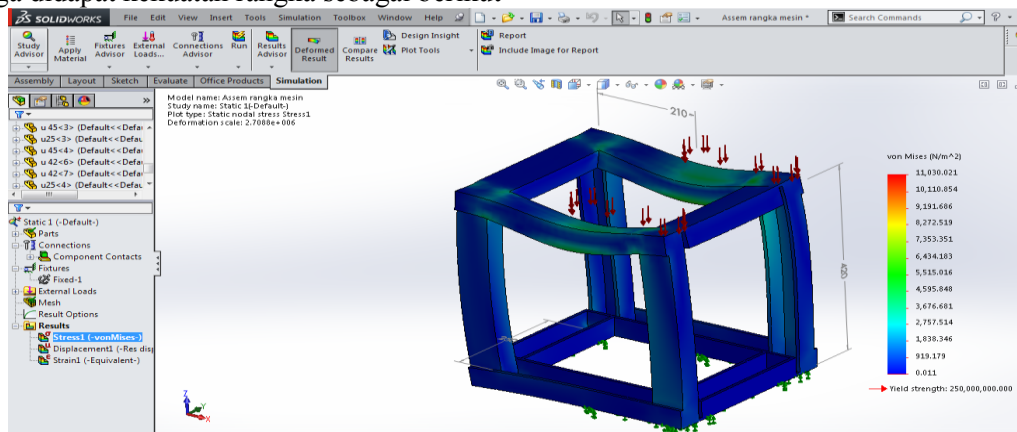 ga didapat kendatan rangka sebagai berikut
SOLIDWORKS File Edit View Insert Tools Simulation Toolbox Window Help Assem rangka mesin * Search Commands
Study Advisor
Apply Material
Fixtures Advisor
External Loads...
Connections Advisor
Run
Results Advisor
Deformed Result
Compare Results
Design Insight
Plot Tools
Report
Include Image for Report
Assembly Layout Sketch Evaluate Office Products Simulation
Model name: Assem rangka mesin
Study name: Static 1(-Default-)
Plot type: Static nodal stress Stress1
Deformation scale: 2.7088e+006
u 45<3> (Default<<Defa
u25<3> (Default<<Defau
u 45<4> (Default<<Defa
u 42<6> (Default<<Defa
u 42<7> (Default<<Defa
u25<4> (Default<<Defau
Static 1 (-Default-)
Parts
Connections
Component Contacts
Fixtures
Fixed-1
External Loads
Mesh
Result Options
Results
Stress1 (-vonMises-)
Displacement1 (-Res disp
Strain1 (-Equivalent-)
210
420
von Mises (N/m^2)
11,030.021
10,110.854
9,191.686
8,272.519
7,353.351
6,434.183
5,515.016
4,595.848
3,676.681
2,757.514
1,838.346
919.179
0.011
Yield strength: 250,000,000.000
Z
Y
X